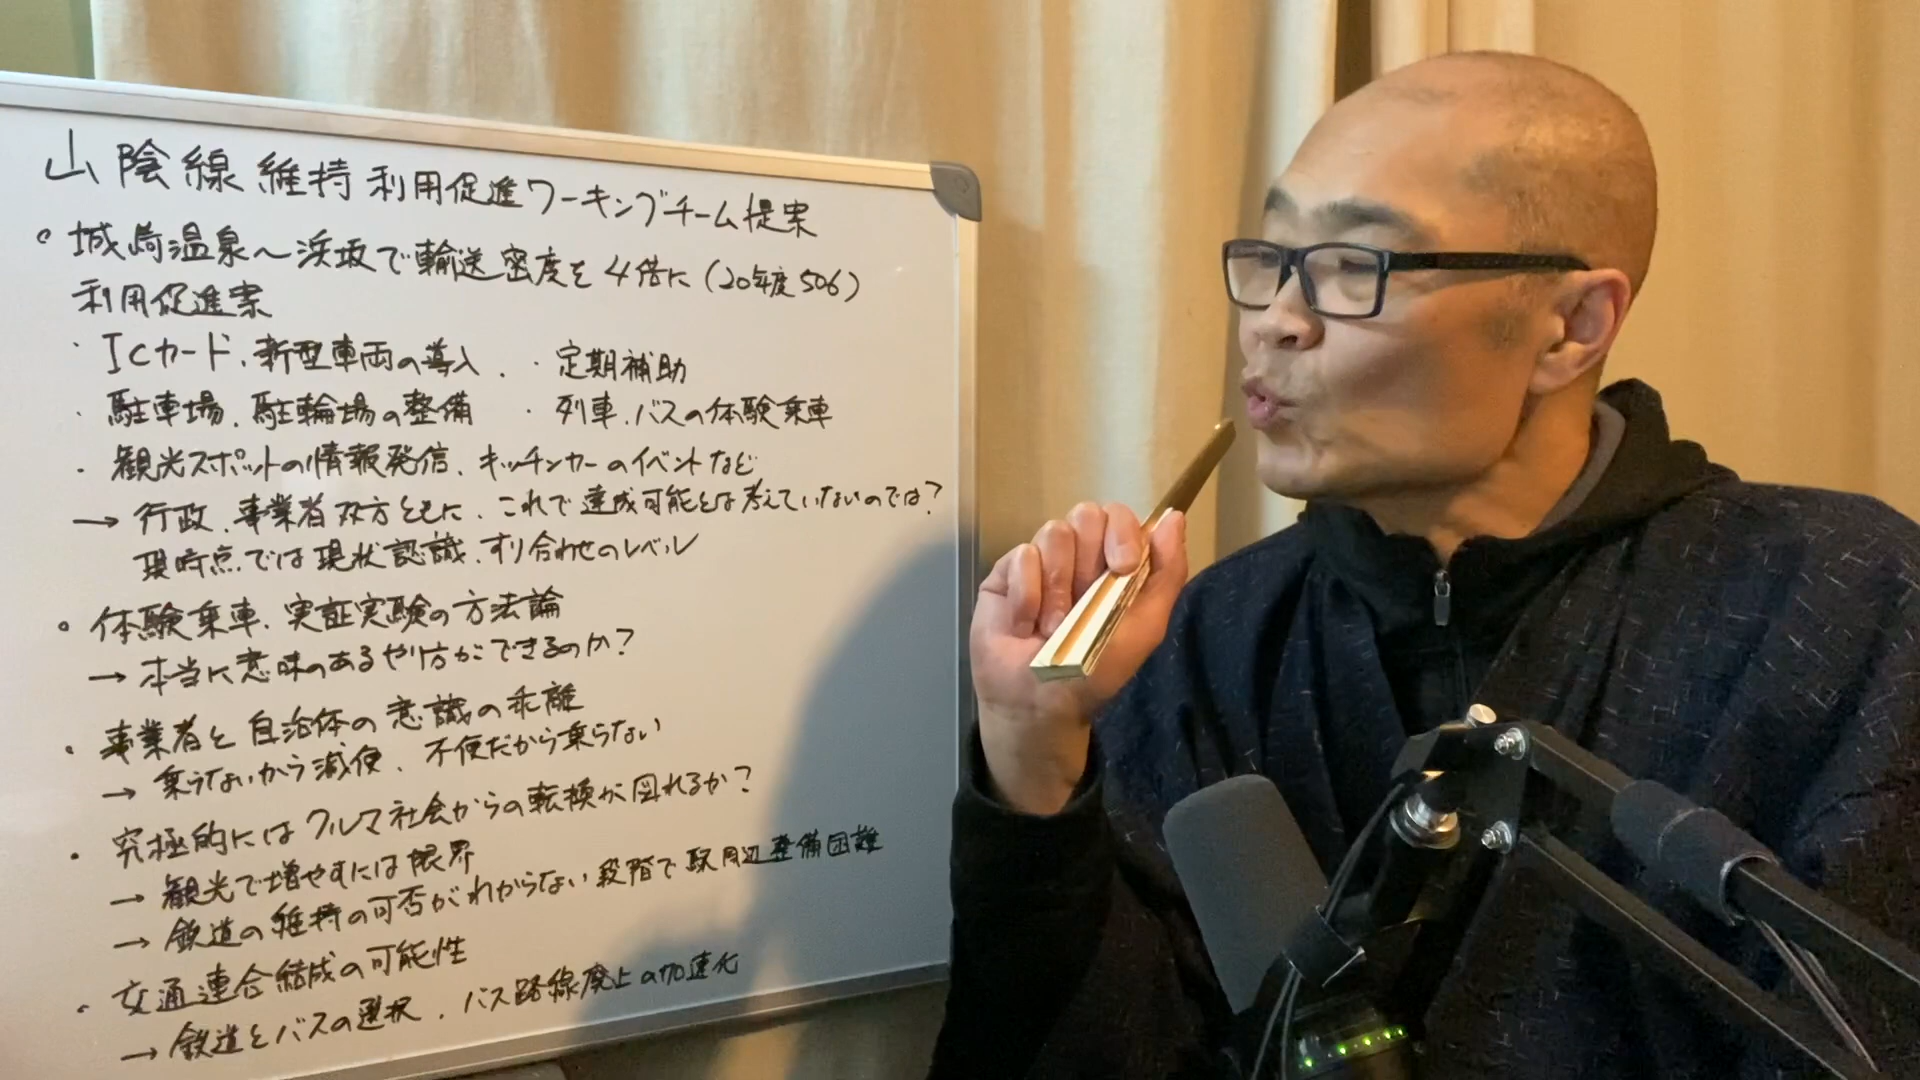 山陰線維持利用促進ワーキングチーム提案
。城崎温泉〜浜坂で輸送密度を4倍に(20年度506)
利用促進案
・ICカード、新型車両の導入、・定期補助
・駐車場、駐輪場の整備 ・列車、バスの体験乗車
・観光スポットの情報発信、キッチンカーのイベントなど
→ 行政、事業者双方ともに、これで達成可能とは考えていないのでは?
現時点では現状認識、すり合わせのレベル
。体験乗車、実証実験の方法論
→ 本当に意味のあるやり方ができるのか?
・事業者と自治体の意識の乖離
→ 乗らないから減便、不便だから乗らない
・究極的にはクルマ社会からの転換が図れるか?
→ 観光で増やすには限界
→ 鉄道の維持の可否がわからない段階で駅周辺整備困難
。交通連合結成の可能性
→ 鉄道とバスの選択、バス路線廃止の加速化